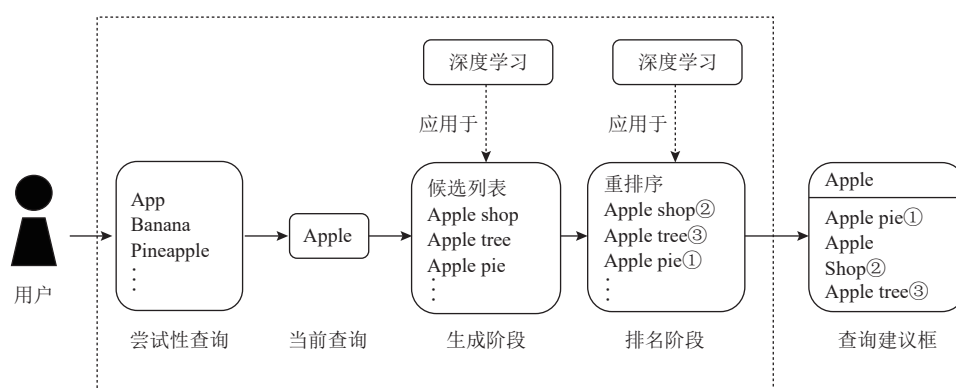 深度学习
深度学习
应用于
应用于
用户
App
Banana
Pineapple
⋮
尝试性查询
Apple
当前查询
候选列表
Apple shop
Apple tree
Apple pie
⋮
生成阶段
重排序
Apple shop②
Apple tree③
Apple pie①
⋮
排名阶段
Apple
Apple pie①
Apple
Shop②
Apple tree③
查询建议框